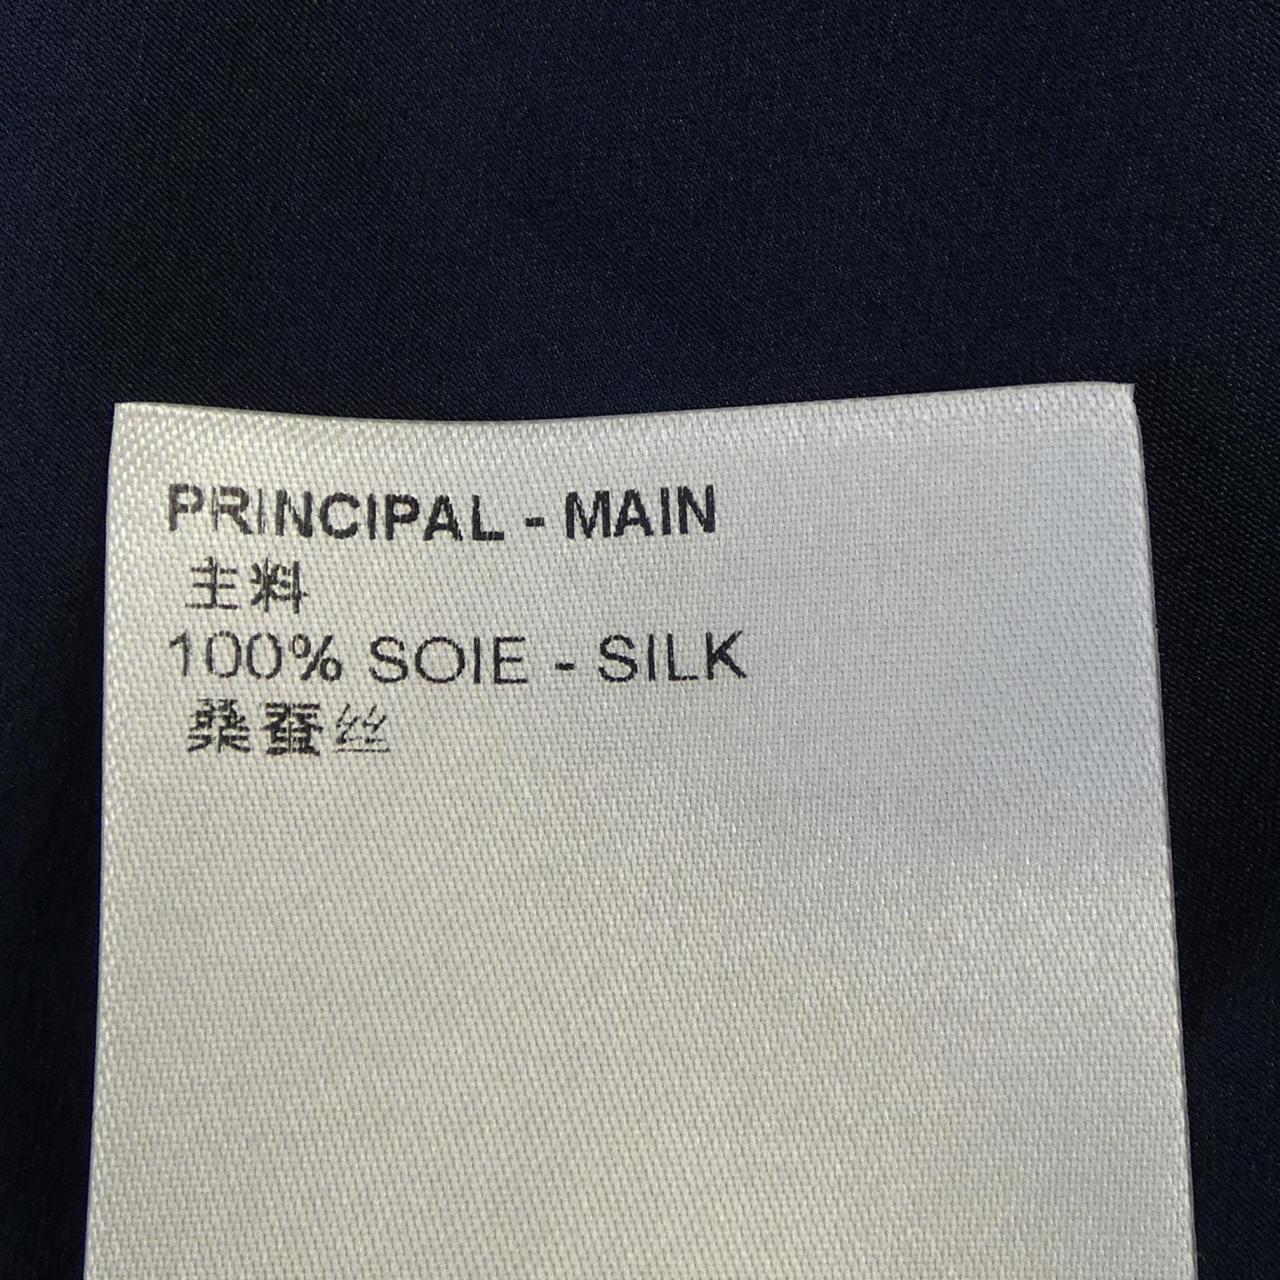 PRINCIPAL - MAIN
主料
100% SOIE - SILK
桑蚕丝